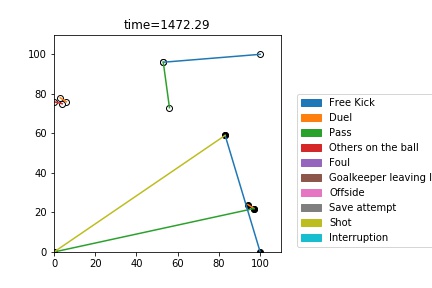 time=1472.29
100
80
60
40
20
0
0
20
40
60
80
100
Free Kick
Duel
Pass
Others on the ball
Foul
Goalkeeper leaving l
Offside
Save attempt
Shot
Interruption